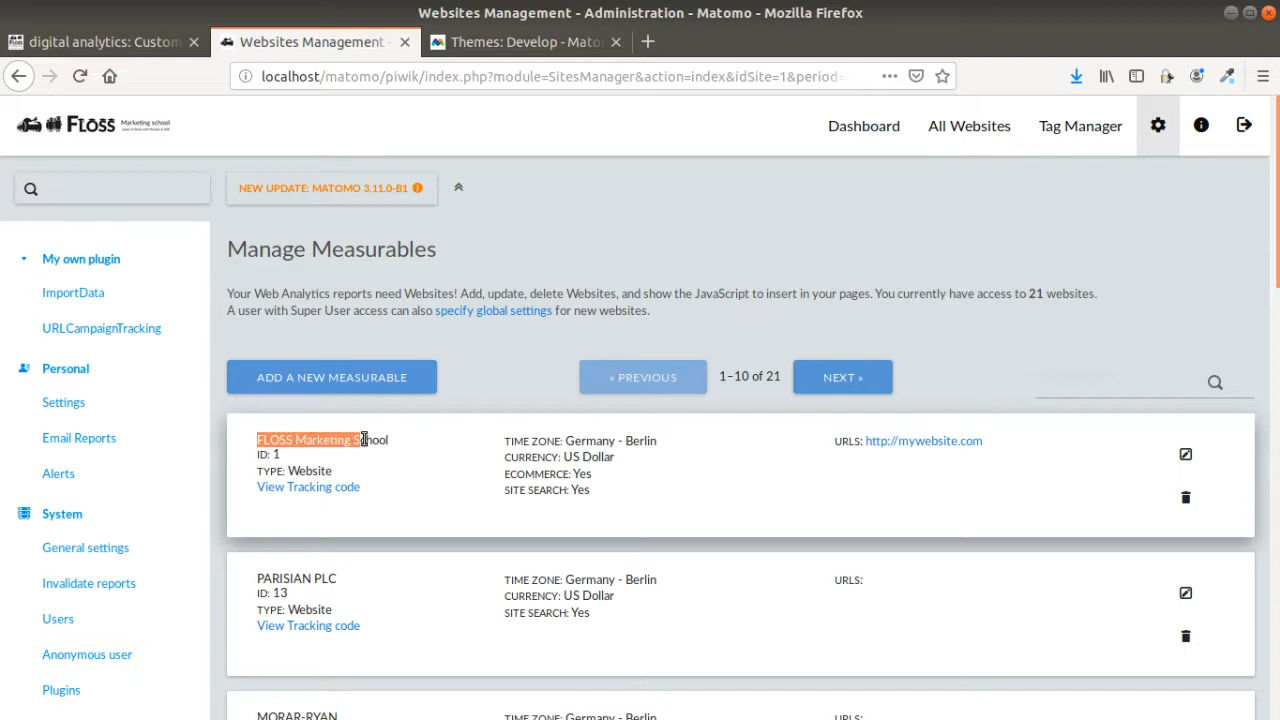 Websites Management - Administration - Matomo - Mozilla Firefox
digital analytics: Custom
Websites Management -
Themes: Develop - Mato
localhost/matomo/piwik/index.php?module=SitesManager&action=index&idSite=1&period=
FLOSS Marketing school
Dashboard
All Websites
Tag Manager
NEW UPDATE: MATOMO 3.11.0-B1
My own plugin
ImportData
URLCampaignTracking
Personal
Settings
Email Reports
Alerts
System
General settings
Invalidate reports
Users
Anonymous user
Plugins
Manage Measurables
Your Web Analytics reports need Websites! Add, update, delete Websites, and show the JavaScript to insert in your pages. You currently have access to 21 websites.
A user with Super User access can also specify global settings for new websites.
ADD A NEW MEASURABLE
« PREVIOUS
1–10 of 21
NEXT »
FLOSS Marketing School
ID: 1
TYPE: Website
View Tracking code
TIME ZONE: Germany - Berlin
CURRENCY: US Dollar
ECOMMERCE: Yes
SITE SEARCH: Yes
URLS: http://mywebsite.com
PARISIAN PLC
ID: 13
TYPE: Website
View Tracking code
TIME ZONE: Germany - Berlin
CURRENCY: US Dollar
SITE SEARCH: Yes
URLS:
MORAR-RYAN
TIME ZONE: Germany - Berlin
URLS: